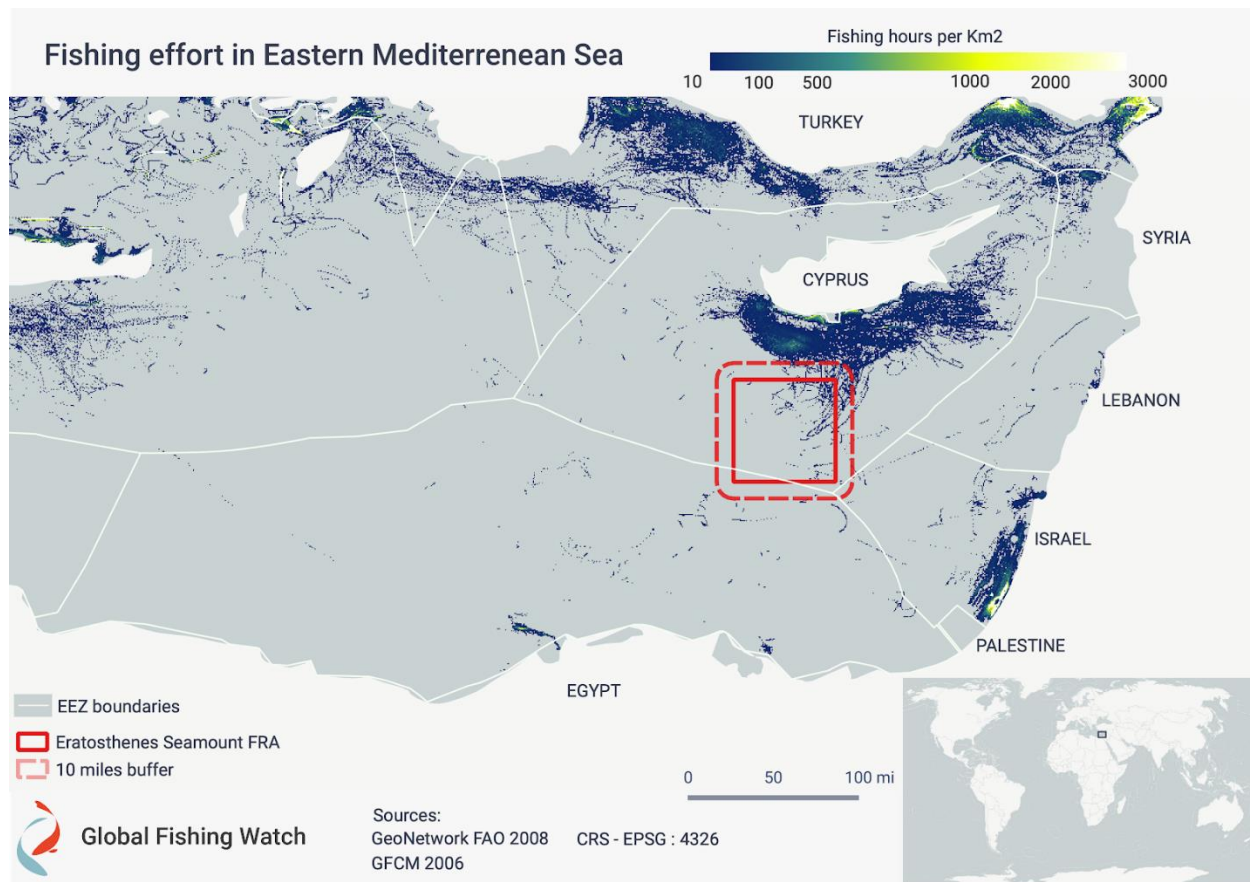 Fishing effort in Eastern Mediterrenean Sea
Fishing hours per Km2
10 100 500 1000 2000 3000
TURKEY
SYRIA
CYPRUS
LEBANON
ISRAEL
PALESTINE
EGYPT
EEZ boundaries
Eratosthenes Seamount FRA
10 miles buffer
0 50 100 mi
Global Fishing Watch
Sources:
GeoNetwork FAO 2008 CRS - EPSG : 4326
GFCM 2006